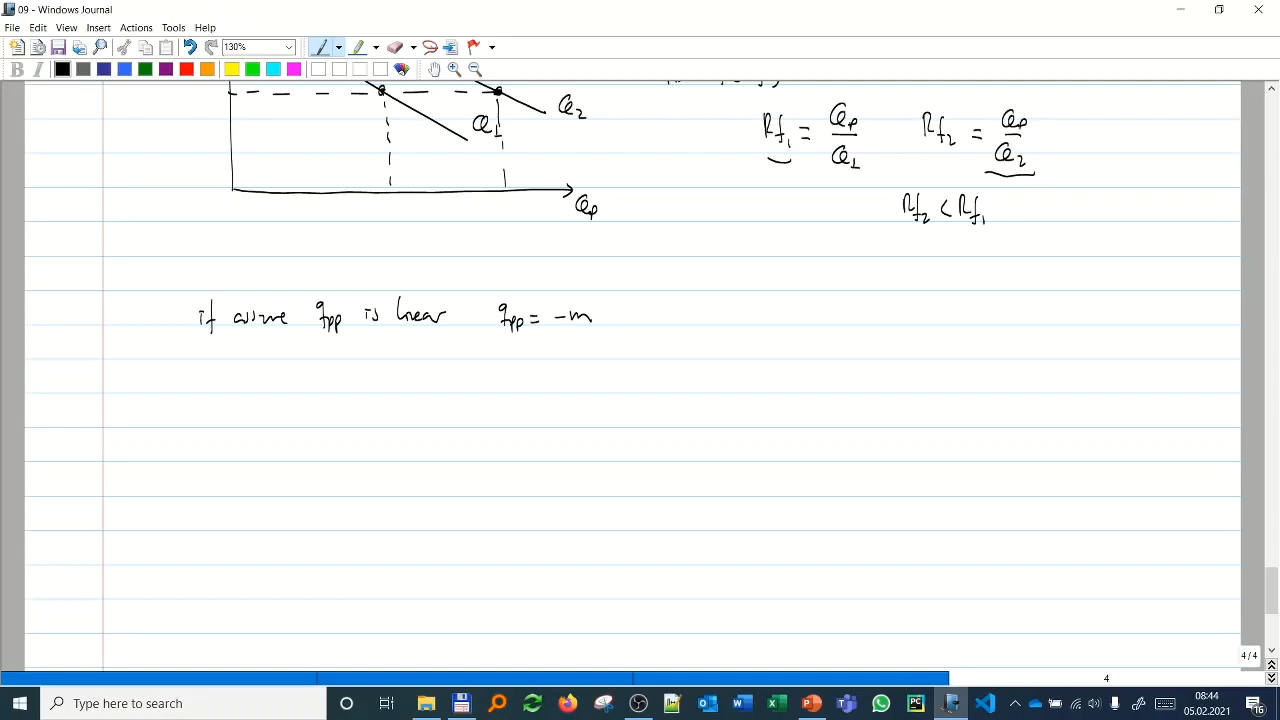 09 - Windows Journal
File Edit View Insert Actions Tools Help
130%
B I
Q1
Q2
Qp
Rf1 = Qp / Q1 Rf2 = Qp / Q2
Rf2 < Rf1
if assume qpp is linear qpp = -m
4 / 4
4
Type here to search
08:44
05.02.2021
16